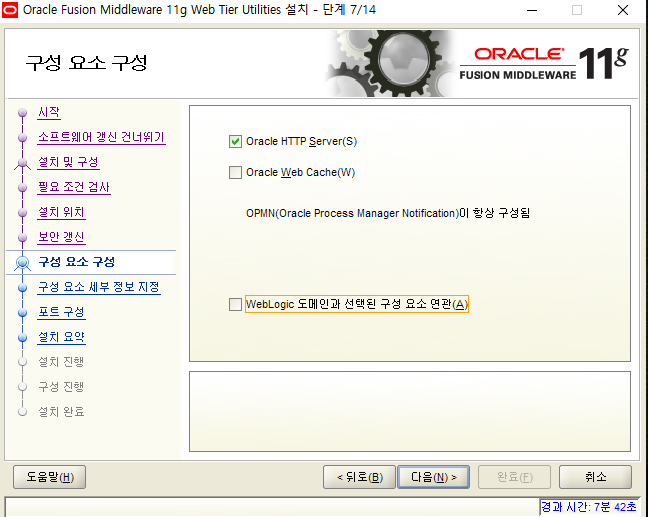 Oracle Fusion Middleware 11g Web Tier Utilities 설치 - 단계 7/14
구성 요소 구성
ORACLE
FUSION MIDDLEWARE 11g
시작
소프트웨어 갱신 건너뛰기
설치 및 구성
필요 조건 검사
설치 위치
보안 갱신
구성 요소 구성
구성 요소 세부 정보 지정
포트 구성
설치 요약
설치 진행
구성 진행
설치 완료
Oracle HTTP Server(S)
Oracle Web Cache(W)
OPMN(Oracle Process Manager Notification)이 항상 구성됨
WebLogic 도메인과 선택된 구성 요소 연관(A)
도움말(H)
< 뒤로(B)
다음(N) >
완료(F)
취소
경과 시간: 7분 42초